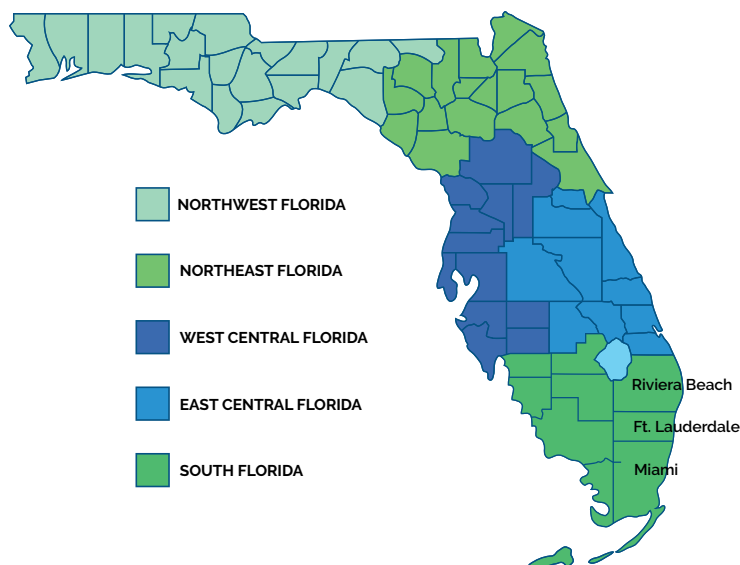 NORTHWEST FLORIDA
NORTHEAST FLORIDA
WEST CENTRAL FLORIDA
EAST CENTRAL FLORIDA
SOUTH FLORIDA
Riviera Beach
Ft. Lauderdale
Miami